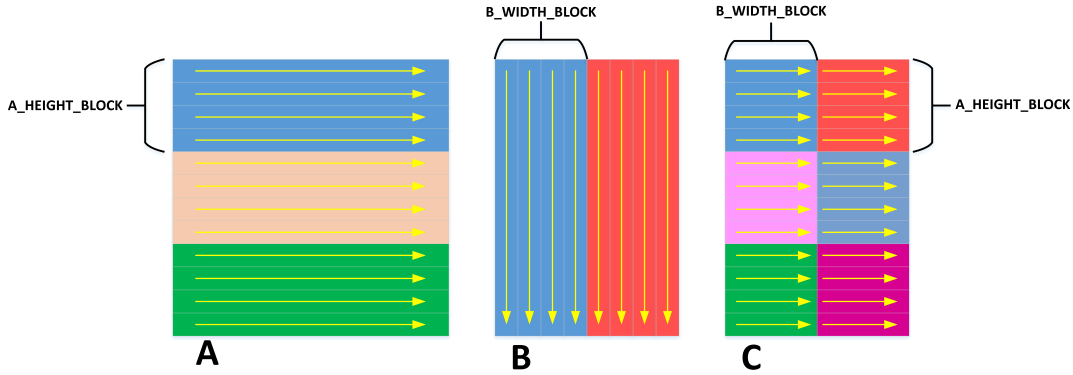 B_WIDTH_BLOCK
B_WIDTH_BLOCK
A_HEIGHT_BLOCK
A_HEIGHT_BLOCK
A
B
C